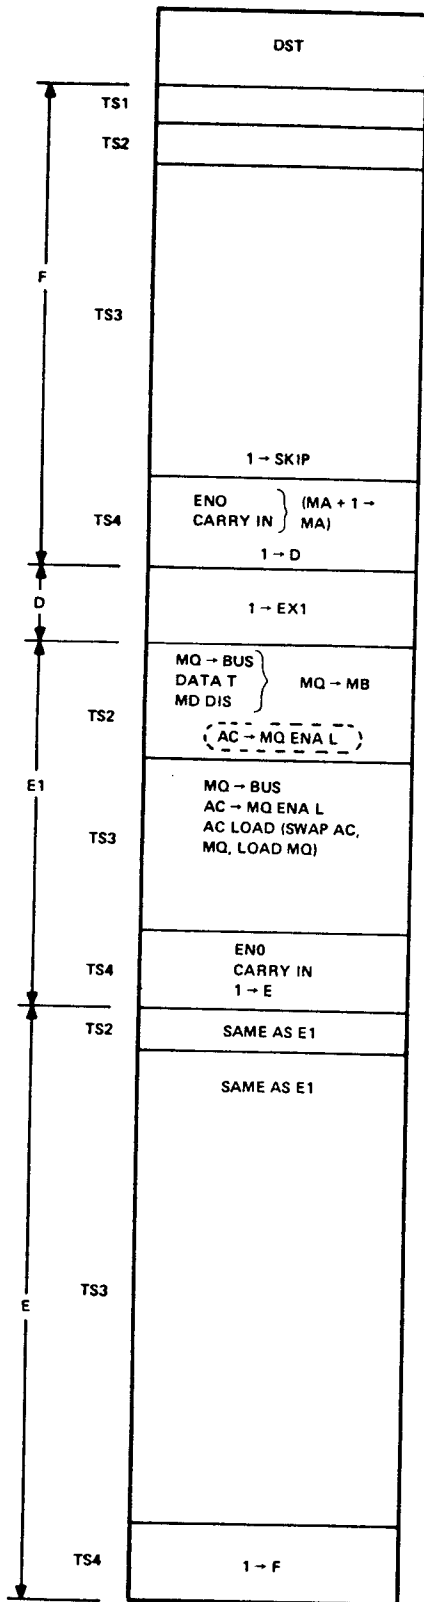 DST
TS1
TS2
F
TS3
1 → SKIP
TS4
EN0 (MA + 1 →
CARRY IN MA)
1 → D
D
1 → EX1
MQ → BUS
DATA T MQ → MB
MD DIS
TS2
AC → MQ ENA L
E1
MQ → BUS
AC → MQ ENA L
TS3
AC LOAD (SWAP AC,
MQ, LOAD MQ)
EN0
TS4
CARRY IN
1 → E
TS2
SAME AS E1
SAME AS E1
TS3
E
TS4
1 → F